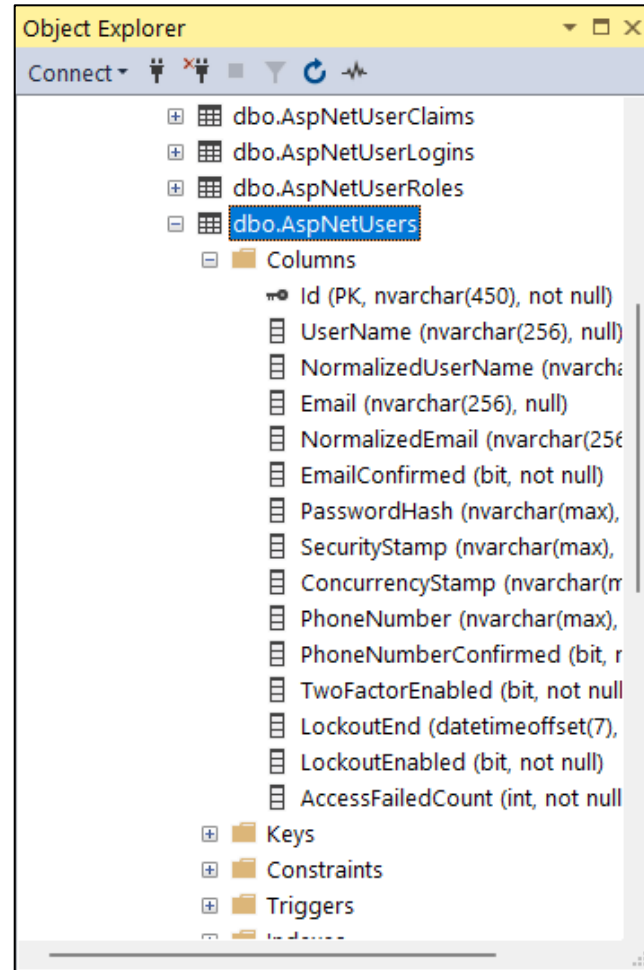 Object Explorer
Connect
dbo.AspNetUserClaims
dbo.AspNetUserLogins
dbo.AspNetUserRoles
dbo.AspNetUsers
Columns
Id (PK, nvarchar(450), not null)
UserName (nvarchar(256), null)
NormalizedUserName (nvarcha
Email (nvarchar(256), null)
NormalizedEmail (nvarchar(256
EmailConfirmed (bit, not null)
PasswordHash (nvarchar(max),
SecurityStamp (nvarchar(max),
ConcurrencyStamp (nvarchar(m
PhoneNumber (nvarchar(max),
PhoneNumberConfirmed (bit, r
TwoFactorEnabled (bit, not null
LockoutEnd (datetimeoffset(7),
LockoutEnabled (bit, not null)
AccessFailedCount (int, not null
Keys
Constraints
Triggers